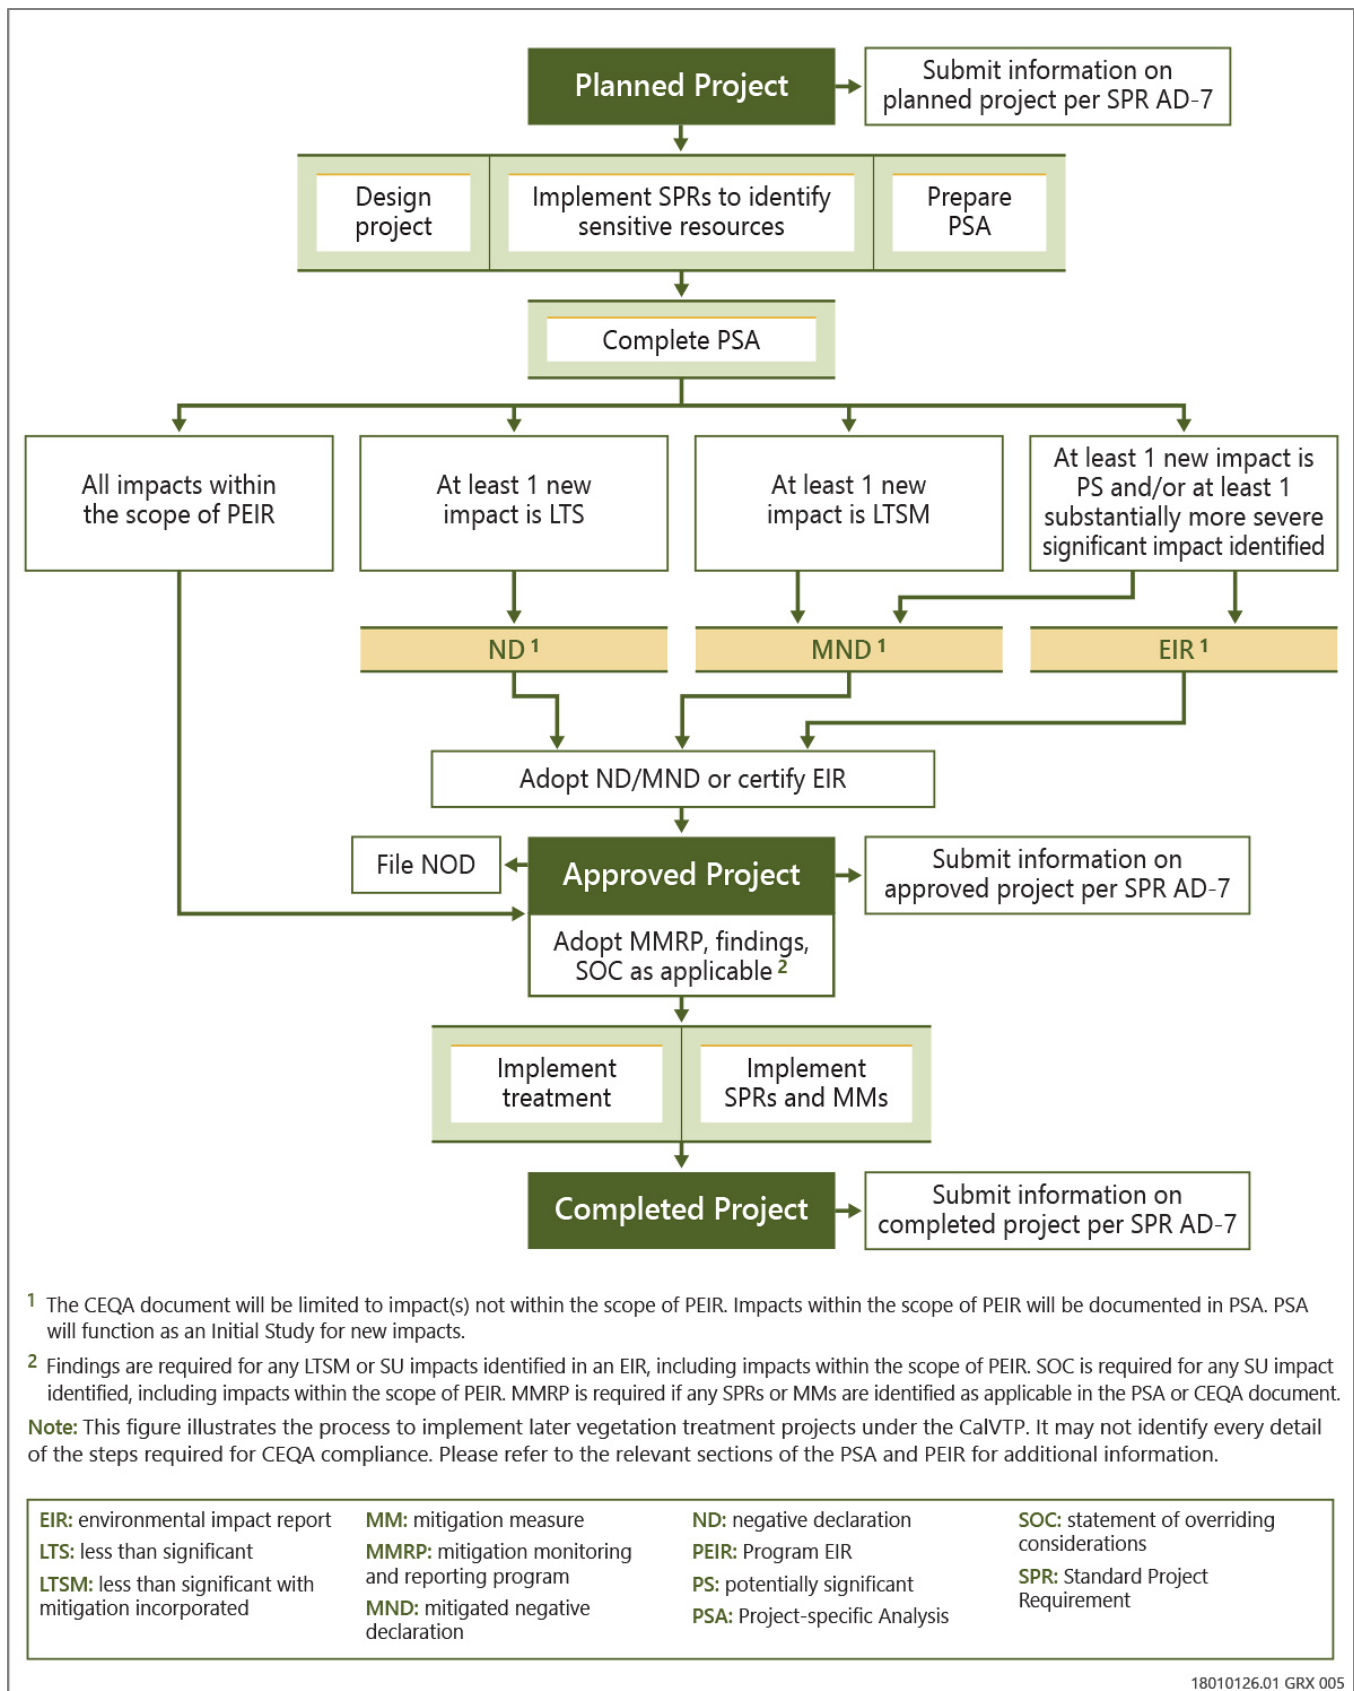 Planned Project
Submit information on
planned project per SPR AD-7
Design
project
Implement SPRs to identify
sensitive resources
Prepare
PSA
Complete PSA
All impacts within
the scope of PEIR
At least 1 new
impact is LTS
At least 1 new
impact is LTSM
At least 1 new impact is
PS and/or at least 1
substantially more severe
significant impact identified
ND 1
MND 1
EIR 1
Adopt ND/MND or certify EIR
File NOD
Approved Project
Submit information on
approved project per SPR AD-7
Adopt MMRP, findings,
SOC as applicable 2
Implement
treatment
Implement
SPRs and MMs
Completed Project
Submit information on
completed project per SPR AD-7
1 The CEQA document will be limited to impact(s) not within the scope of PEIR. Impacts within the scope of PEIR will be documented in PSA. PSA
will function as an Initial Study for new impacts.
2 Findings are required for any LTSM or SU impacts identified in an EIR, including impacts within the scope of PEIR. SOC is required for any SU impact
identified, including impacts within the scope of PEIR. MMRP is required if any SPRs or MMs are identified as applicable in the PSA or CEQA document.
Note: This figure illustrates the process to implement later vegetation treatment projects under the CalVTP. It may not identify every detail
of the steps required for CEQA compliance. Please refer to the relevant sections of the PSA and PEIR for additional information.
EIR: environmental impact report
LTS: less than significant
LTSM: less than significant with
mitigation incorporated
MM: mitigation measure
MMRP: mitigation monitoring
and reporting program
MND: mitigated negative
declaration
ND: negative declaration
PEIR: Program EIR
PS: potentially significant
PSA: Project-specific Analysis
SOC: statement of overriding
considerations
SPR: Standard Project
Requirement
18010126.01 GRX 005